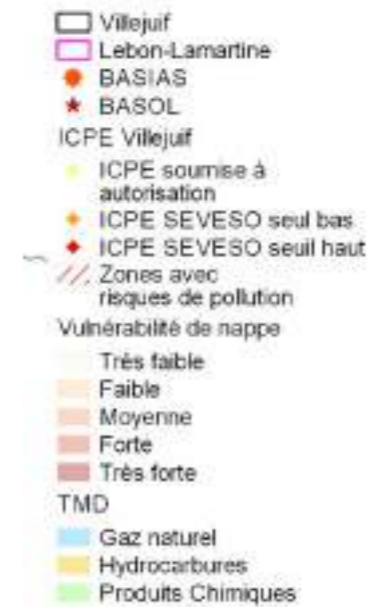 Villejuif
Lebon-Lamartine
BASIAS
BASOL
ICPE Villejuif
ICPE soumise à
autorisation
ICPE SEVESO seul bas
ICPE SEVESO seuil haut
Zones avec
risques de pollution
Vulnérabilité de nappe
Très faible
Faible
Moyenne
Forte
Très forte
TMD
Gaz naturel
Hydrocarbures
Produits Chimiques